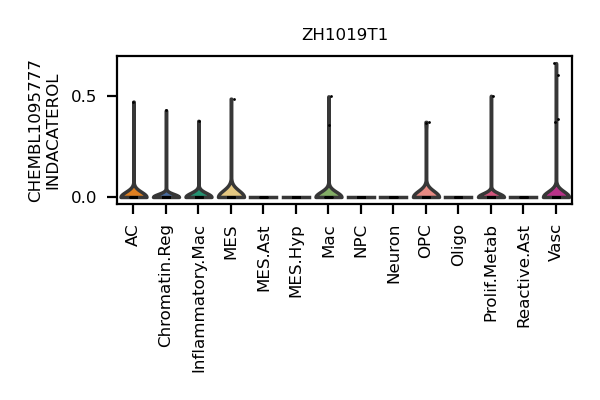 ZH1019T1
CHEMBL1095777
INDACATEROL
0.5
0.0
AC
Chromatin.Reg
Inflammatory.Mac
MES
MES.Ast
MES.Hyp
Mac
NPC
Neuron
OPC
Oligo
Prolif.Metab
Reactive.Ast
Vasc